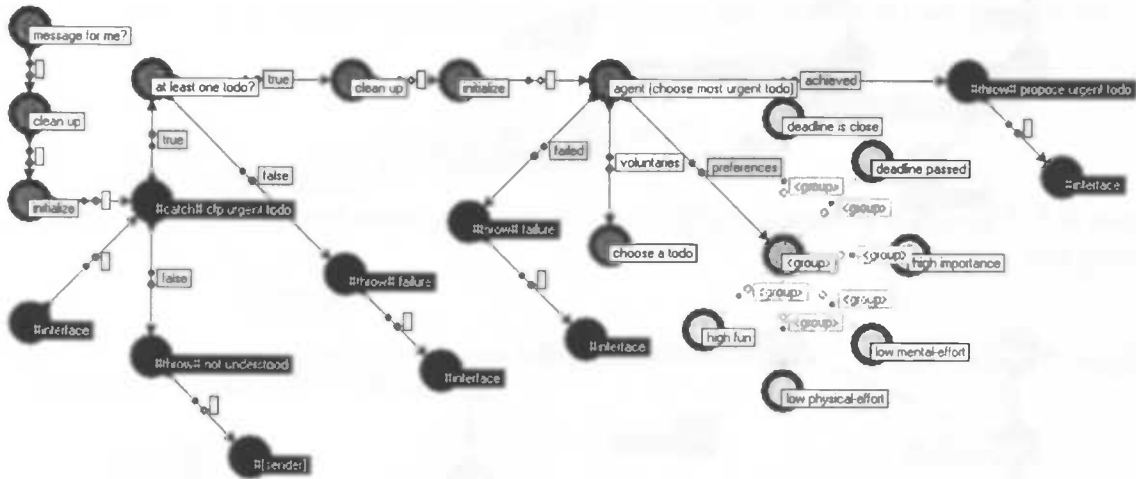 message for me?
at least one todo?
true
clean up
initialize
agent (choose most urgent todo)
achieved
#throw# propose urgent todo
clean up
deadline is close
true
failed
voluntaries
preferences
deadline passed
false
<group>
#interface
initialize
#catch# cfp urgent todo
<group>
#throw# failure
choose a todo
<group>
<group>
high importance
false
#throw# failure
<group>
<group>
#interface
<group>
high fun
#interface
low mental-effort
#throw# not understood
#interface
low physical-effort
#[sender]